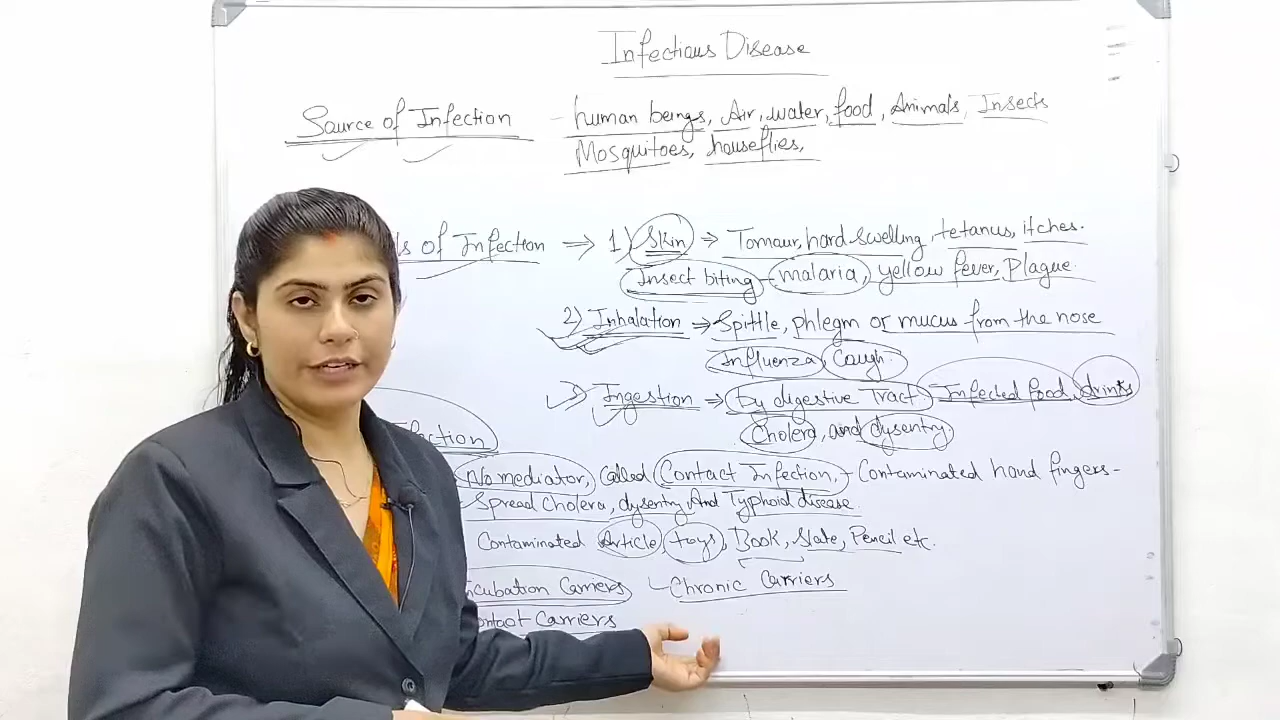 Infectious Disease
Source of Infection - human beings, Air, water, food, Animals, Insects
Mosquitoes, houseflies,
of Infection ⇒ 1) Skin ⇒ Tomour, hard swelling, tetanus, itches.
Insect biting - malaria, yellow fever, Plague.
2) Inhalation ⇒ Spittle, phlegm or mucus from the nose
Influenza, Cough.
3) Ingestion ⇒ by digestive Tract Infected food, drinks
Cholera, and dysentry.
No mediator, Called Contact Infection, - Contaminated hand fingers -
Spread Cholera, dysentry And Typhoid disease.
Contaminated Article, toys, Book, Slate, Pencil etc.
Carriers Chronic Carriers
Carriers